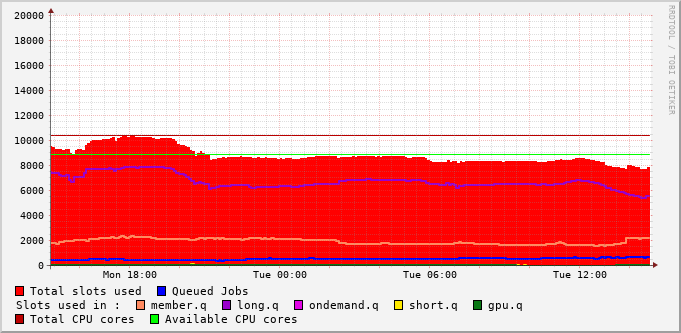 20000
18000
16000
14000
12000
10000
8000
6000
4000
2000
0
Mon 18:00 Tue 00:00 Tue 06:00 Tue 12:00
RRDTOOL / TOBI OETIKER
Total slots used Queued Jobs
Slots used in : member.q long.q ondemand.q short.q gpu.q
Total CPU cores Available CPU cores